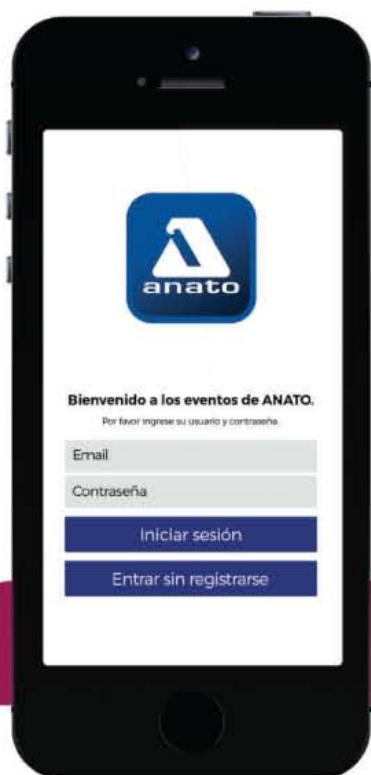 anato
Bienvenido a los eventos de ANATO.
Por favor ingrese su usuario y contraseña.
Email
Contraseña
Iniciar sesión
Entrar sin registrarse